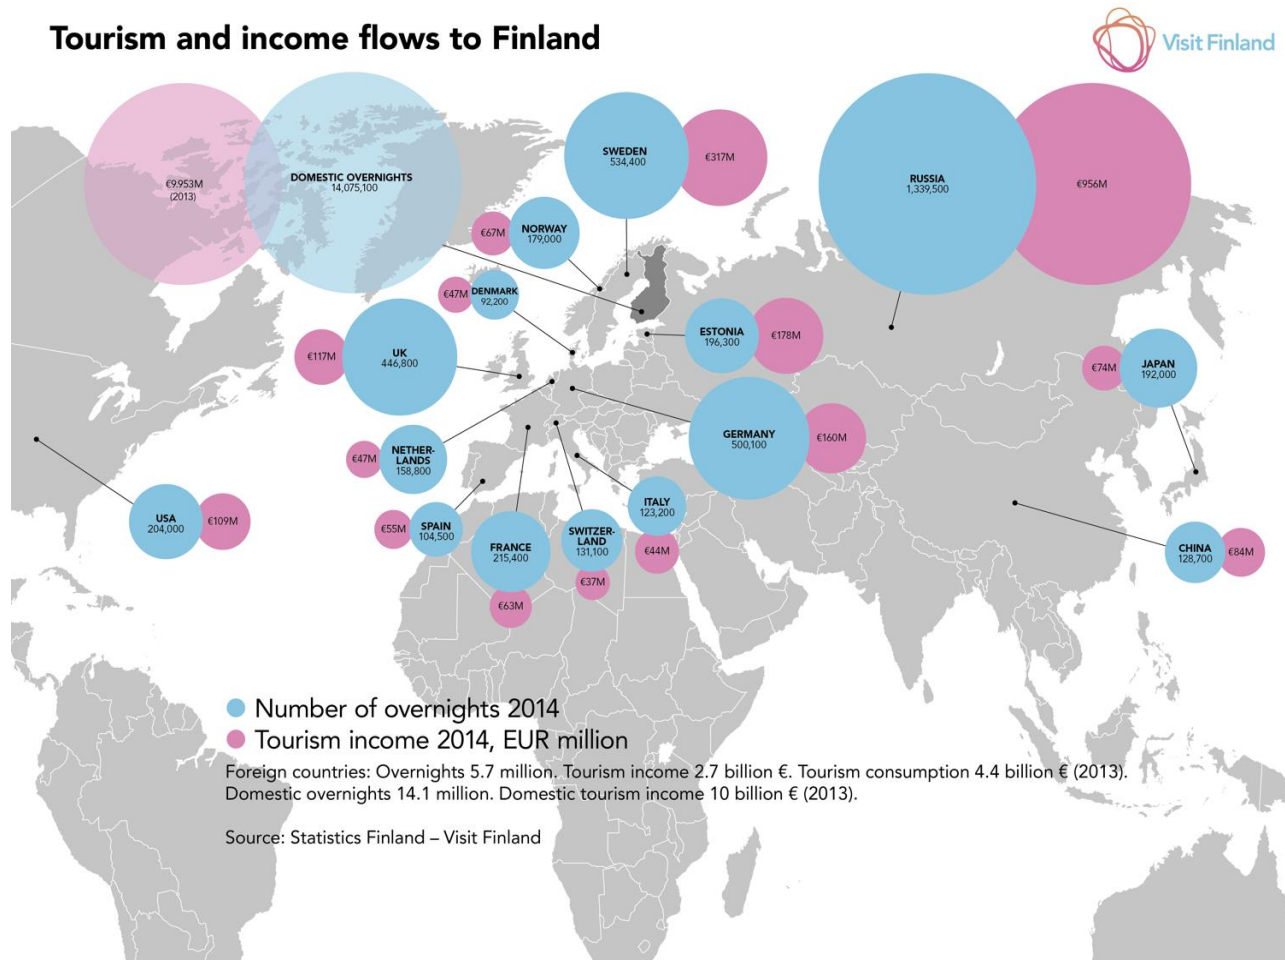 Tourism and income flows to Finland
Visit Finland
€9.953M
(2013)
DOMESTIC OVERNIGHTS
14,075,100
SWEDEN
534,400
€317M
RUSSIA
1,339,500
€956M
€67M
NORWAY
179,000
€47M
DENMARK
92,200
€117M
UK
446,800
ESTONIA
196,300
€178M
€74M
JAPAN
192,000
GERMANY
500,100
€160M
€47M
NETHER-
LANDS
158,800
USA
204,000
€109M
€55M
SPAIN
104,500
FRANCE
215,400
€63M
SWITZER-
LAND
131,100
€37M
ITALY
123,200
€44M
CHINA
128,700
€84M
Number of overnights 2014
Tourism income 2014, EUR million
Foreign countries: Overnights 5.7 million. Tourism income 2.7 billion €. Tourism consumption 4.4 billion € (2013).
Domestic overnights 14.1 million. Domestic tourism income 10 billion € (2013).
Source: Statistics Finland – Visit Finland